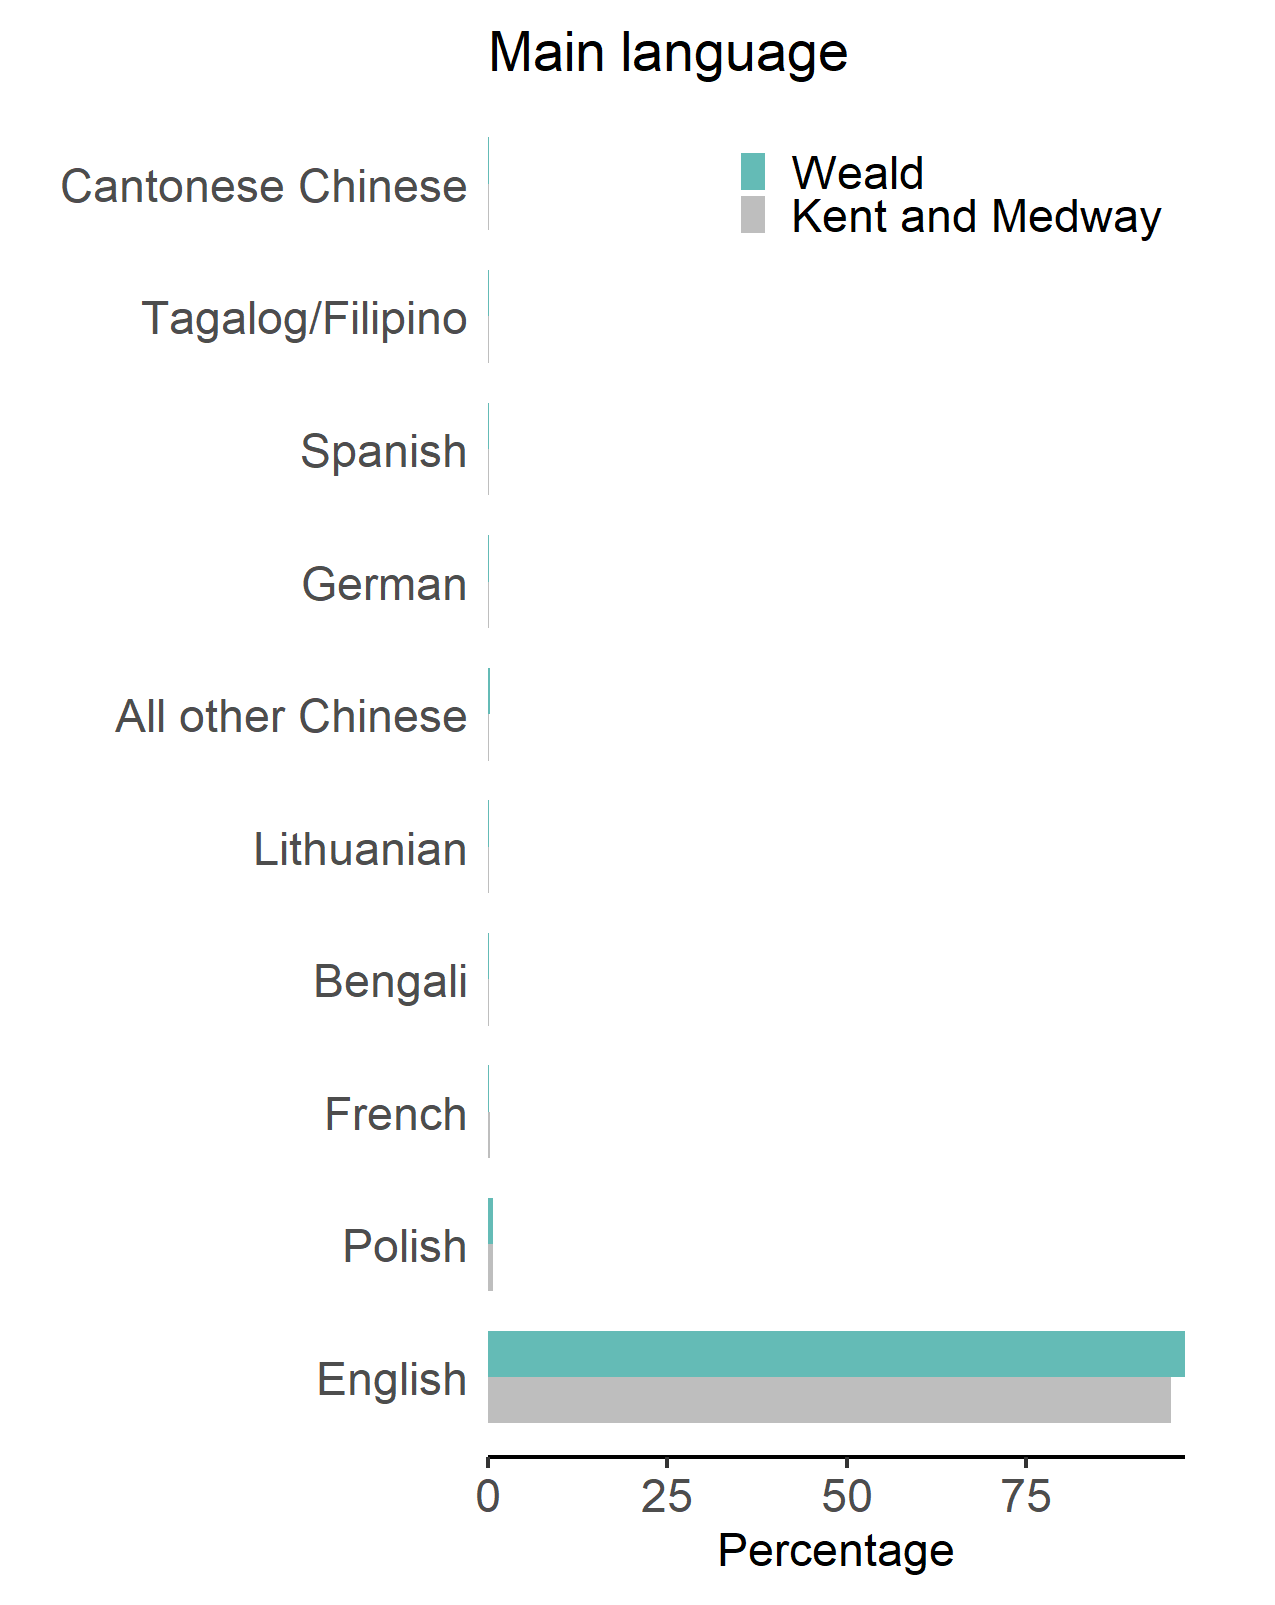 Main language
Weald
Kent and Medway
Cantonese Chinese
Tagalog/Filipino
Spanish
German
All other Chinese
Lithuanian
Bengali
French
Polish
English
0 25 50 75
Percentage